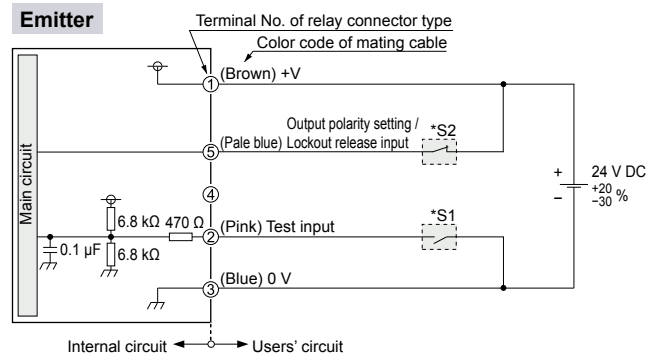 Emitter
Terminal No. of relay connector type
Color code of mating cable
1 (Brown) +V
Output polarity setting / *S2
5 (Pale blue) Lockout release input
Main circuit
4
+ 24 V DC
− +20
−30 %
6.8 kΩ 470 Ω 2 (Pink) Test input *S1
0.1 µF 6.8 kΩ
3 (Blue) 0 V
Internal circuit Users' circuit